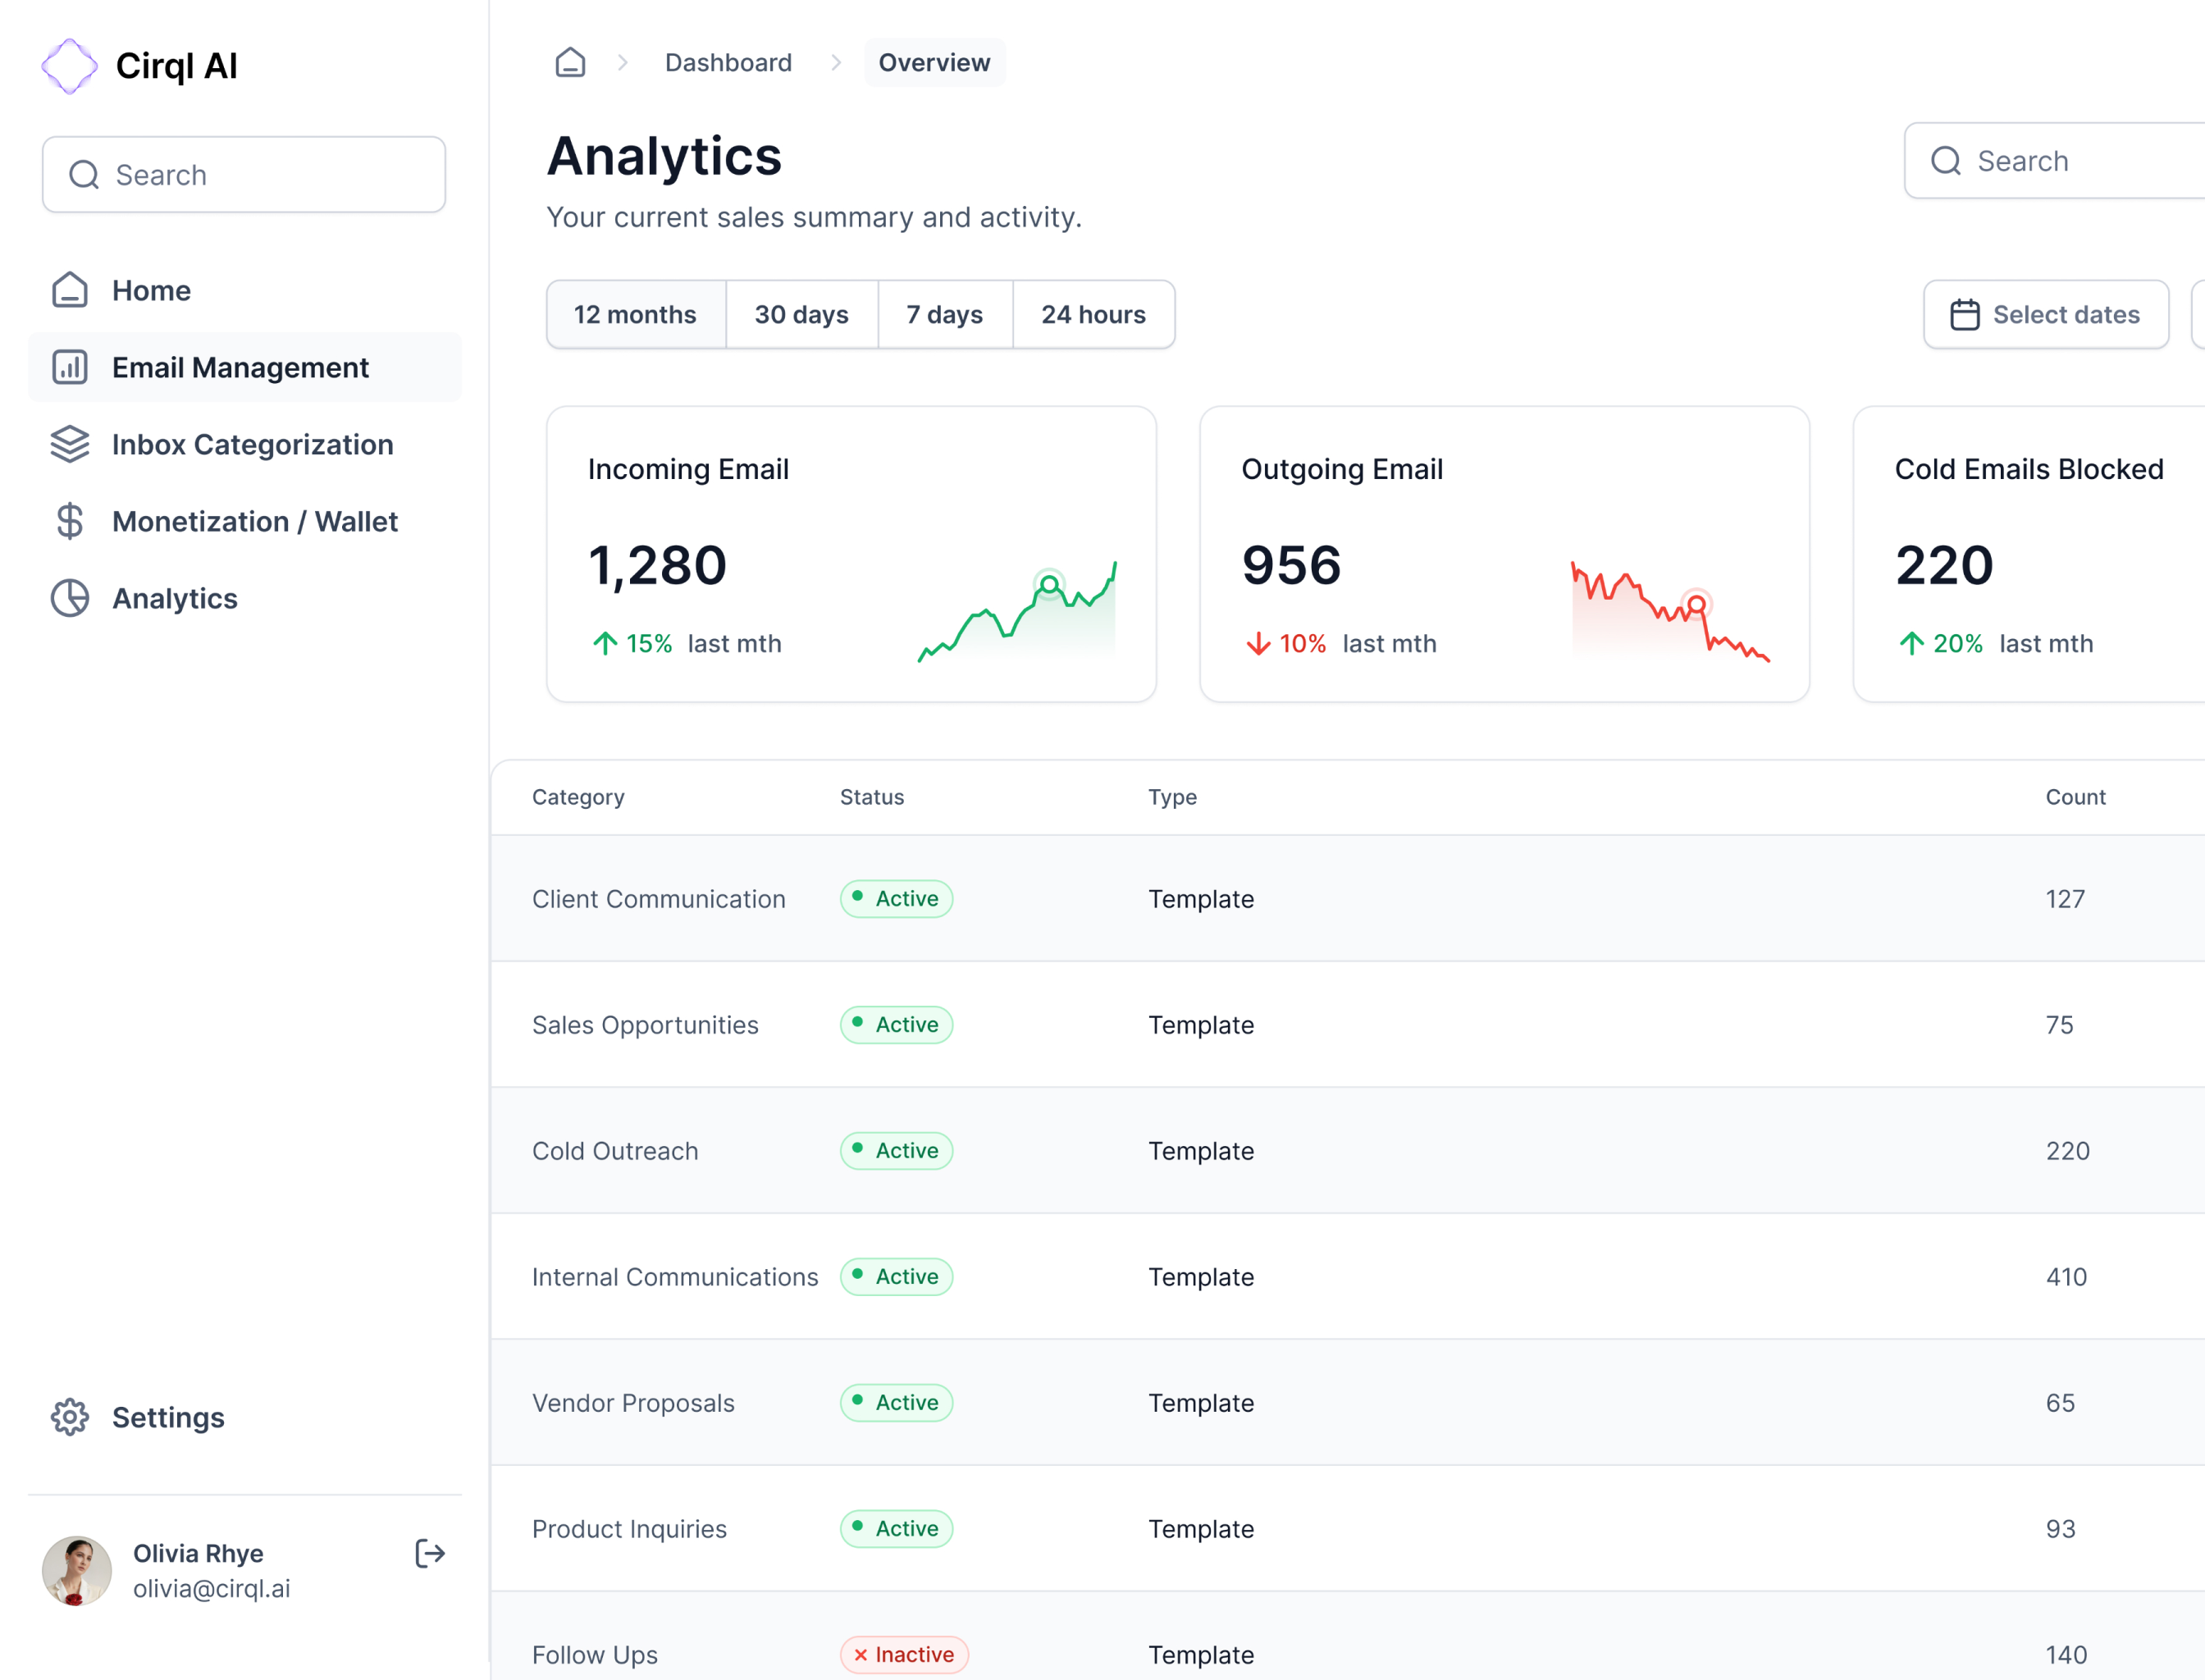 Cirql AI
Search
Home
Email Management
Inbox Categorization
Monetization / Wallet
Analytics
Settings
Olivia Rhye
olivia@cirql.ai
Dashboard
Overview
Analytics
Your current sales summary and activity.
Search
12 months
30 days
7 days
24 hours
Select dates
Incoming Email
1,280
15% last mth
Outgoing Email
956
10% last mth
Cold Emails Blocked
220
20% last mth
Category Status Type Count
Client Communication Active Template 127
Sales Opportunities Active Template 75
Cold Outreach Active Template 220
Internal Communications Active Template 410
Vendor Proposals Active Template 65
Product Inquiries Active Template 93
Follow Ups Inactive Template 140